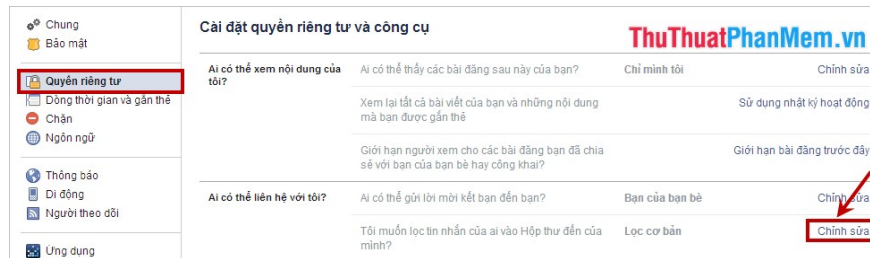 Chung
Bảo mật
Quyền riêng tư
Dòng thời gian và gắn thẻ
Chặn
Ngôn ngữ
Thông báo
Di động
Người theo dõi
Ứng dụng
Cài đặt quyền riêng tư và công cụ
ThuThuatPhanMem.vn
Ai có thể xem nội dung của
tôi?
Ai có thể thấy các bài đăng sau này của bạn?
Chỉ mình tôi
Chỉnh sửa
Xem lại tất cả bài viết của bạn và những nội dung
mà bạn được gắn thẻ
Sử dụng nhật ký hoạt động
Giới hạn người xem cho các bài đăng bạn đã chia
sẻ với bạn của bạn bè hay công khai?
Giới hạn bài đăng trước đây
Ai có thể liên hệ với tôi?
Ai có thể gửi lời mời kết bạn đến bạn?
Bạn của bạn bè
Chỉnh sửa
Tôi muốn lọc tin nhắn của ai vào Hộp thư đến của
mình?
Lọc cơ bản
Chỉnh sửa